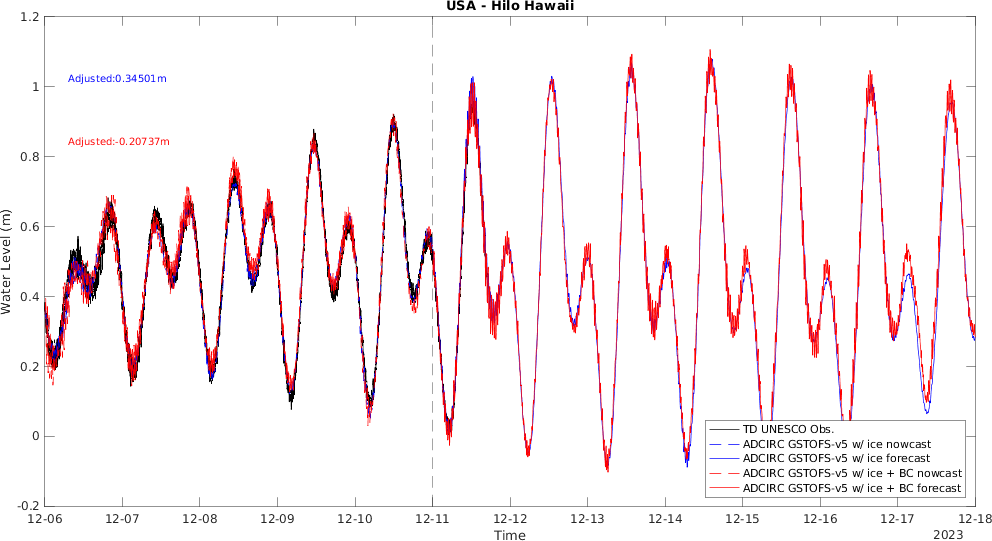 USA - Hilo Hawaii
Adjusted:0.34501m
Adjusted:-0.20737m
Water Level (m)
1.2
1
0.8
0.6
0.4
0.2
0
-0.2
TD UNESCO Obs.
ADCIRC GSTOFS-v5 w/ ice nowcast
ADCIRC GSTOFS-v5 w/ ice forecast
ADCIRC GSTOFS-v5 w/ ice + BC nowcast
ADCIRC GSTOFS-v5 w/ ice + BC forecast
12-06 12-07 12-08 12-09 12-10 12-11 12-12 12-13 12-14 12-15 12-16 12-17 12-18
Time
2023